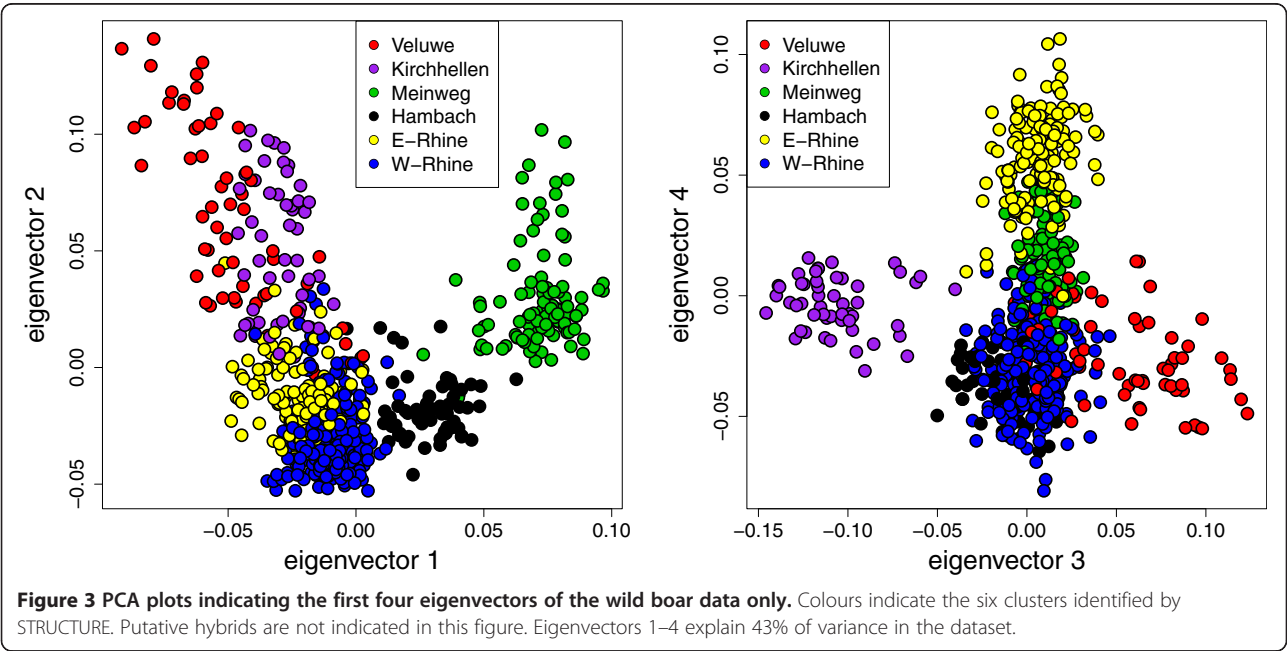 Veluwe
Kirchhellen
Meinweg
Hambach
E−Rhine
W−Rhine
eigenvector 2
−0.05
0.00
0.05
0.10
−0.05
0.00
0.05
0.10
eigenvector 1
Veluwe
Kirchhellen
Meinweg
Hambach
E−Rhine
W−Rhine
eigenvector 4
−0.05
0.00
0.05
0.10
−0.15
−0.10
−0.05
0.00
0.05
0.10
eigenvector 3
Figure 3 PCA plots indicating the first four eigenvectors of the wild boar data only. Colours indicate the six clusters identified by
STRUCTURE. Putative hybrids are not indicated in this figure. Eigenvectors 1–4 explain 43% of variance in the dataset.